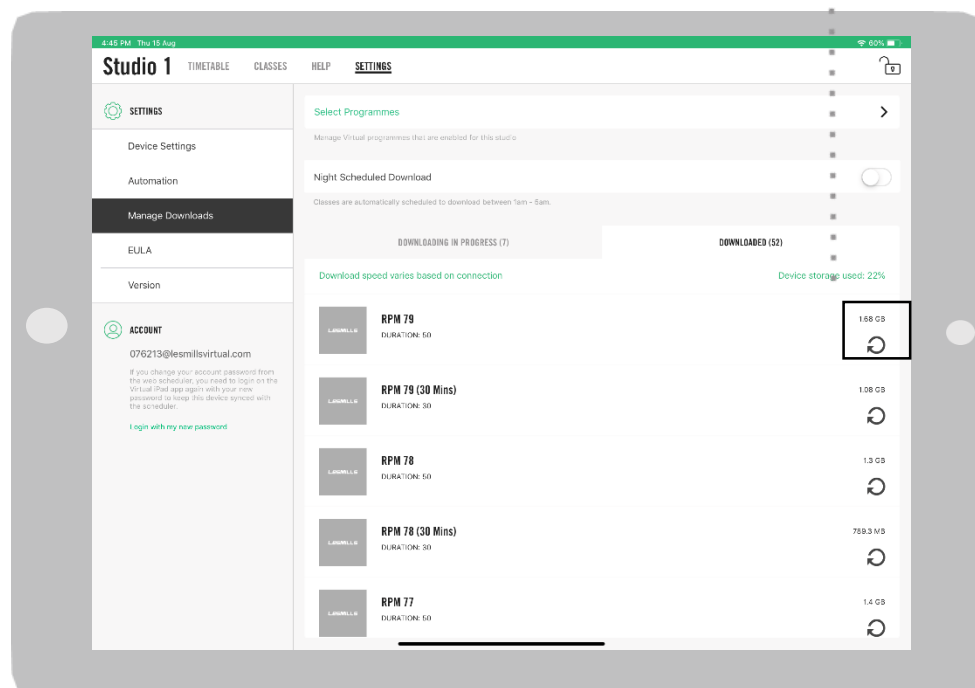 4:45 PM Thu 15 Aug
60%
Studio 1 TIMETABLE CLASSES HELP SETTINGS
SETTINGS
Device Settings
Automation
Manage Downloads
EULA
Version
ACCOUNT
076213@lesmillsvirtual.com
If you change your account password from
the web scheduler, you need to login on the
Virtual iPad app again with your new
password to keep this device synced with
the scheduler.
Login with my new password
Select Programmes
Manage Virtual programmes that are enabled for this studio
Night Scheduled Download
Classes are automatically scheduled to download between 1am - 5am.
DOWNLOADING IN PROGRESS (7) DOWNLOADED (52)
Download speed varies based on connection Device storage used: 22%
LESMILLS
RPM 79
DURATION: 50
1.68 GB
LESMILLS
RPM 79 (30 Mins)
DURATION: 30
1.08 GB
LESMILLS
RPM 78
DURATION: 50
1.3 GB
LESMILLS
RPM 78 (30 Mins)
DURATION: 30
789.3 MB
LESMILLS
RPM 77
DURATION: 50
1.4 GB